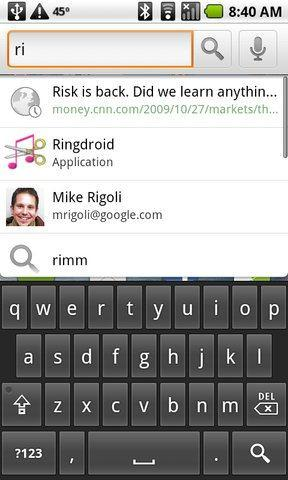 45°
8:40 AM
ri
Risk is back. Did we learn anythin...
money.cnn.com/2009/10/27/markets/th...
Ringdroid
Application
Mike Rigoli
mrigoli@google.com
rimm
q w e r t y u i o p
a s d f g h j k l
z x c v b n m DEL
?123 , .